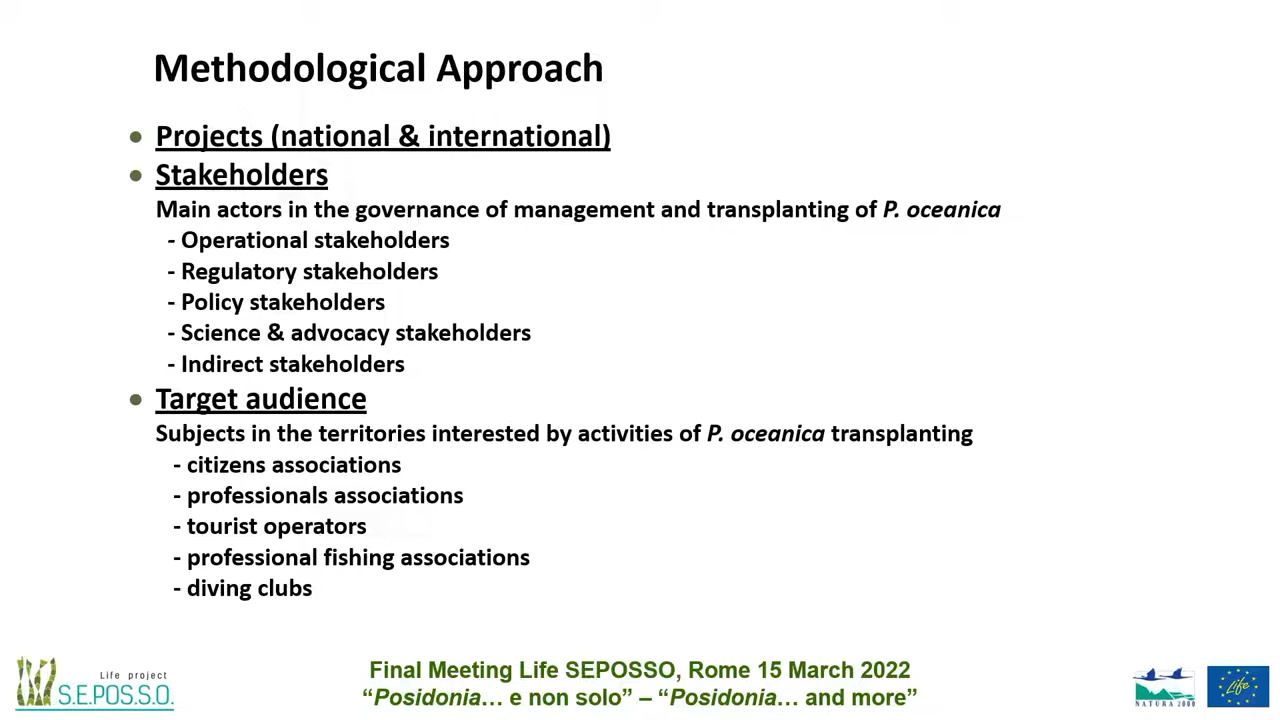 Methodological Approach
• Projects (national & international)
• Stakeholders
Main actors in the governance of management and transplanting of P. oceanica
- Operational stakeholders
- Regulatory stakeholders
- Policy stakeholders
- Science & advocacy stakeholders
- Indirect stakeholders
• Target audience
Subjects in the territories interested by activities of P. oceanica transplanting
- citizens associations
- professionals associations
- tourist operators
- professional fishing associations
- diving clubs
Life project
S.E.POS.S.O.
Final Meeting Life SEPOSSO, Rome 15 March 2022
“Posidonia… e non solo” – “Posidonia… and more”
NATURA 2000
Life